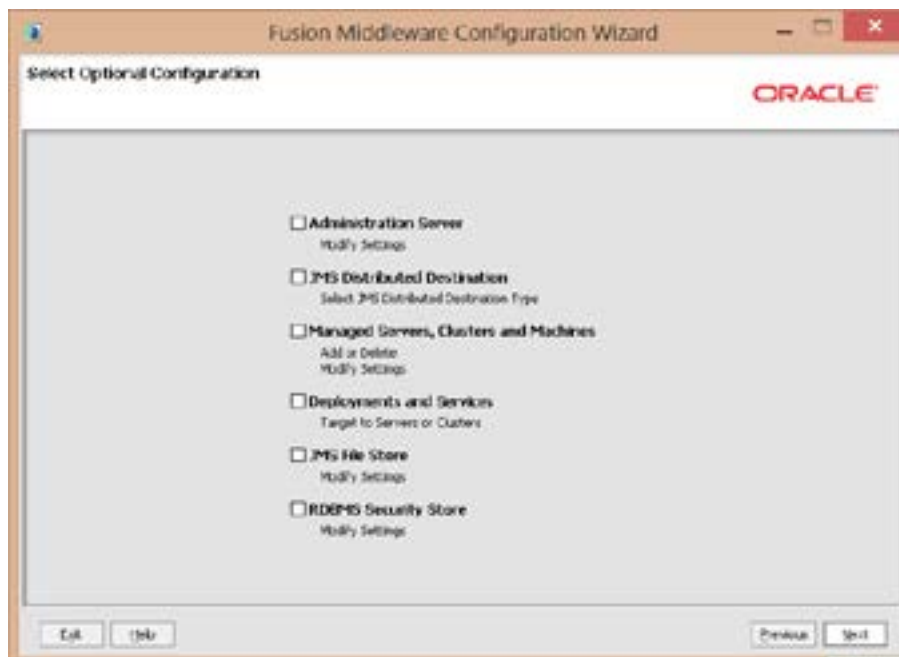 Fusion Middleware Configuration Wizard
Select Optional Configuration
ORACLE
Administration Server
Modify Settings
JMS Distributed Destination
Select JMS Distributed Destination Type
Managed Servers, Clusters and Machines
Add or Delete
Modify Settings
Deployments and Services
Target to Servers or Clusters
JMS File Store
Modify Settings
RDBMS Security Store
Modify Settings
Exit Help Previous Next